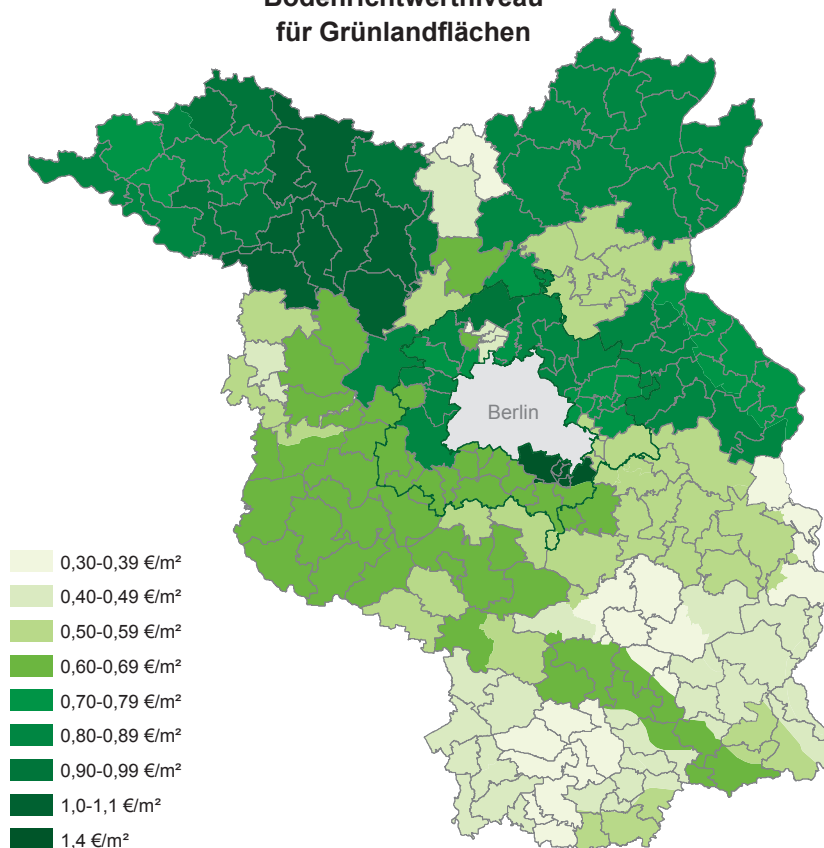 Bodenrichtwertniveau
für Grünlandflächen
Berlin
0,30-0,39 €/m²
0,40-0,49 €/m²
0,50-0,59 €/m²
0,60-0,69 €/m²
0,70-0,79 €/m²
0,80-0,89 €/m²
0,90-0,99 €/m²
1,0-1,1 €/m²
1,4 €/m²